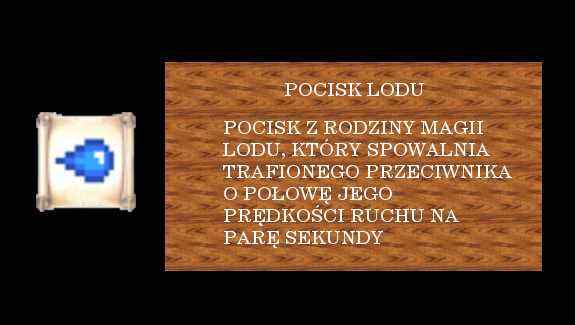 POCISK LODU
POCISK Z RODZINY MAGII
LODU, KTÓRY SPOWALNIA
TRAFIONEGO PRZECIWNIKA
O POŁOWĘ JEGO
PRĘDKOŚCI RUCHU NA
PARĘ SEKUNDY